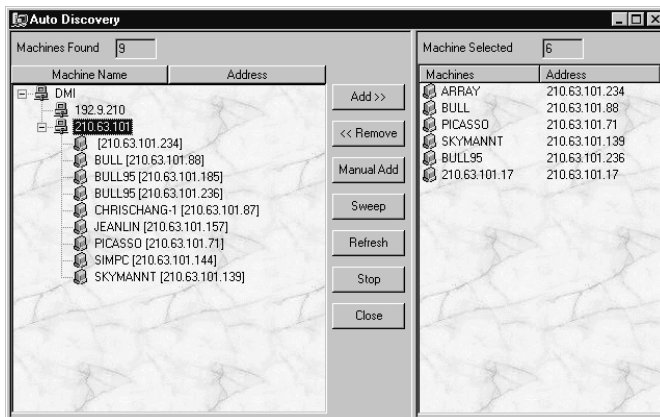 Auto Discovery
Machines Found 9
Machine Name Address
DMI
192.9.210
210.63.101
[210.63.101.234]
BULL [210.63.101.88]
BULL95 [210.63.101.185]
BULL95 [210.63.101.236]
CHRISCHANG-1 [210.63.101.87]
JEANLIN [210.63.101.157]
PICASSO [210.63.101.71]
SIMPC [210.63.101.144]
SKYMANNT [210.63.101.139]
Add >>
<< Remove
Manual Add
Sweep
Refresh
Stop
Close
Machine Selected 6
Machines Address
ARRAY 210.63.101.234
BULL 210.63.101.88
PICASSO 210.63.101.71
SKYMANNT 210.63.101.139
BULL95 210.63.101.236
210.63.101.17 210.63.101.17